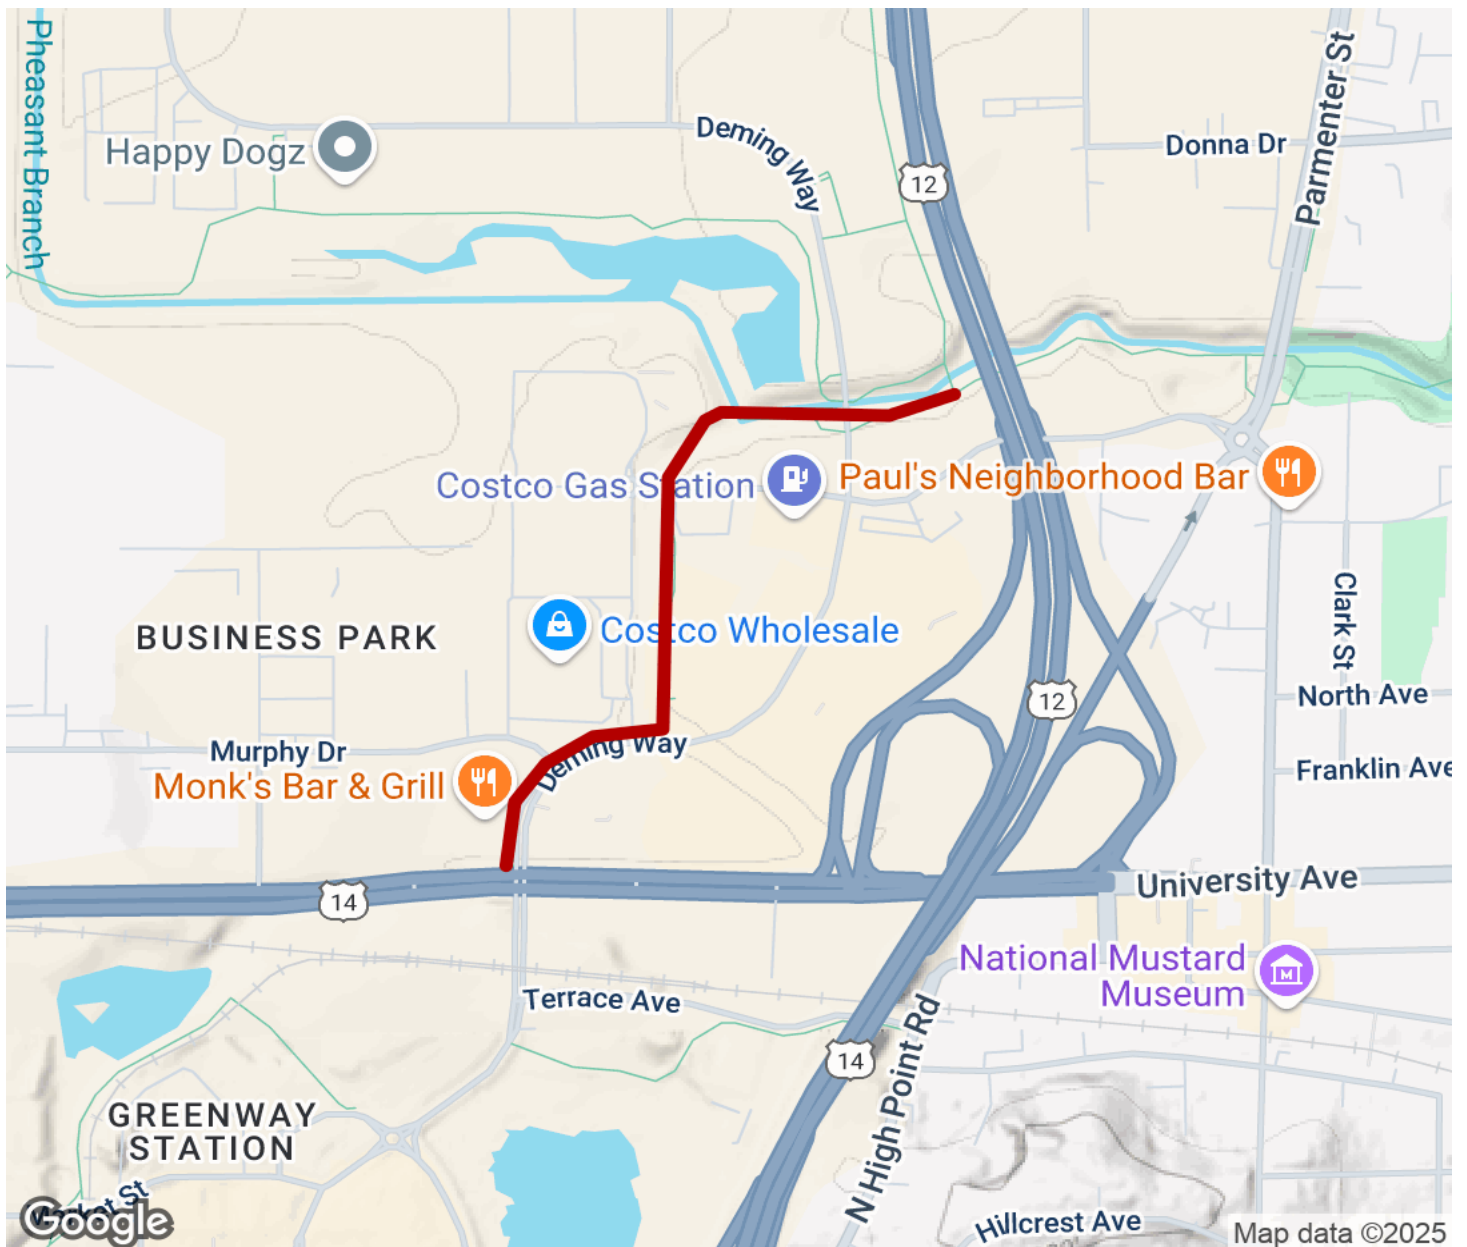 Pheasant Branch
Happy Dogz
Deming Way
12
Donna Dr
Parmenter St
Costco Gas Station
Paul's Neighborhood Bar
Costco Wholesale
BUSINESS PARK
Clark St
North Ave
12
Murphy Dr
Deming Way
Franklin Ave
Monk's Bar & Grill
14
University Ave
National Mustard
Museum
M
Terrace Ave
14
N High Point Rd
GREENWAY
STATION
Market St
Google
Hillcrest Ave
Map data ©2025